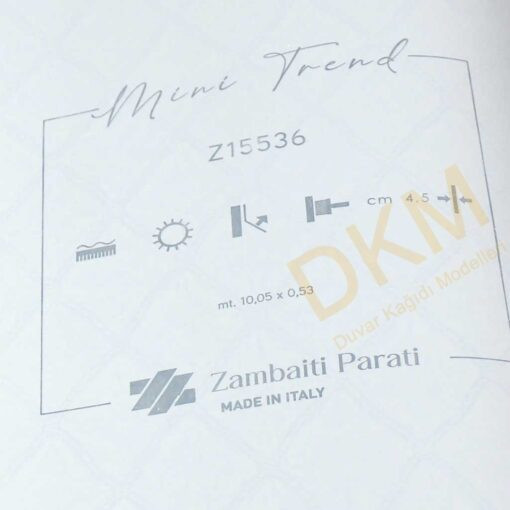 Mini Trend
Z15536
cm 4.5
mt. 10,05 x 0,53
DKM
Duvar Kağıdı Modelleri
Zambaiti Parati
MADE IN ITALY